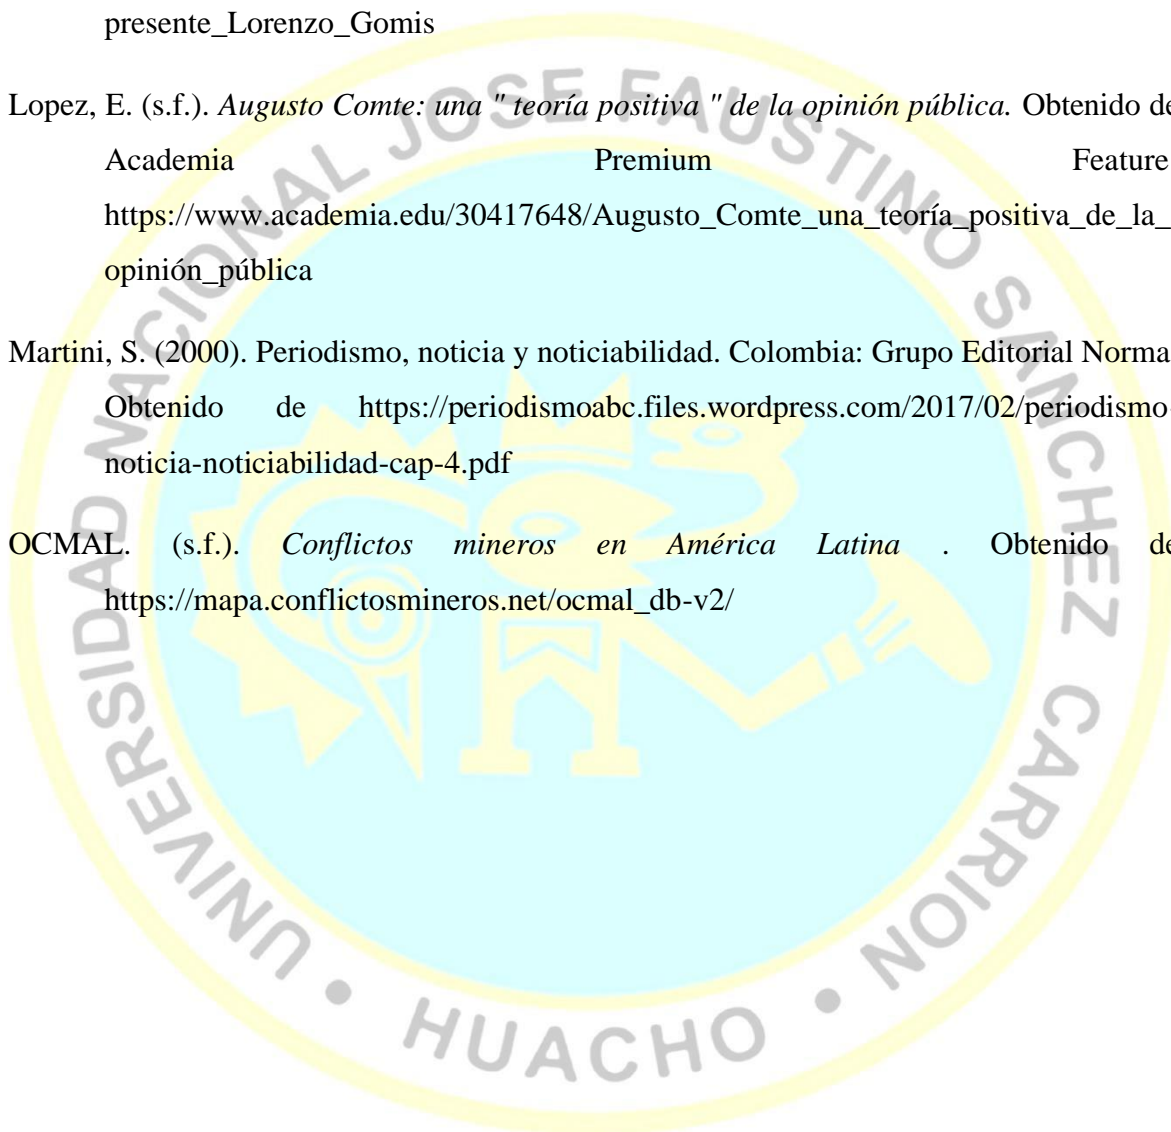 presente_Lorenzo_Gomis
Lopez, E. (s.f.). Augusto Comte: una " teoría positiva " de la opinión pública. Obtenido de
Academia Premium Feature
https://www.academia.edu/30417648/Augusto_Comte_una_teoría_positiva_de_la_
opinión_pública
Martini, S. (2000). Periodismo, noticia y noticiabilidad. Colombia: Grupo Editorial Norma
Obtenido de https://periodismoabc.files.wordpress.com/2017/02/periodismo-
noticia-noticiabilidad-cap-4.pdf
OCMAL. (s.f.). Conflictos mineros en América Latina . Obtenido de
https://mapa.conflictosmineros.net/ocmal_db-v2/
UNIVERSIDAD NACIONAL JOSE FAUSTINO SANCHEZ CARRION
• HUACHO •